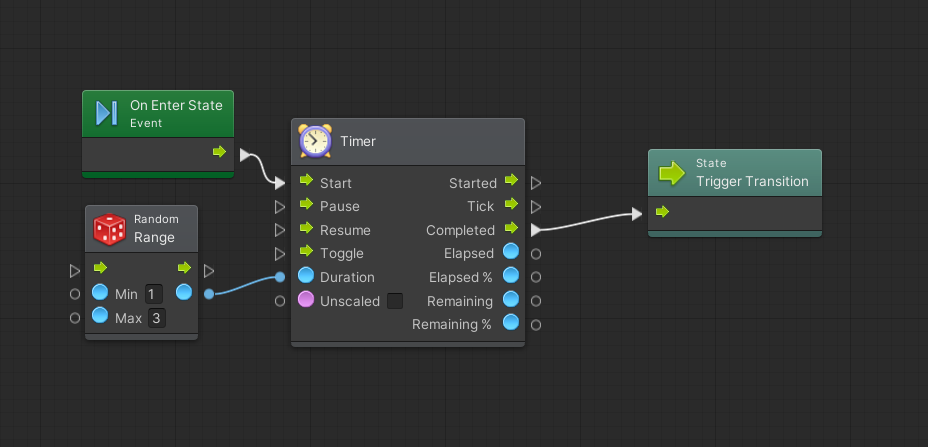 On Enter State
Event
Random
Range
Min 1
Max 3
Timer
Start Started
Pause Tick
Resume Completed
Toggle Elapsed
Duration Elapsed %
Unscaled Remaining
Remaining %
State
Trigger Transition